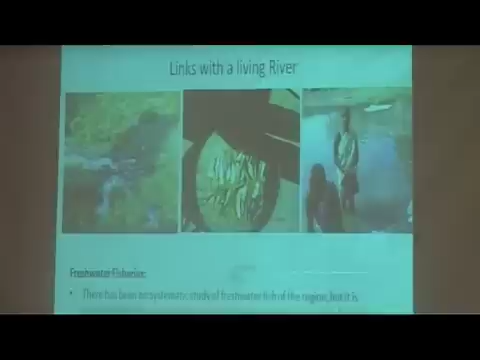 Links with a living River
Freshwater Fisheries:
• There has been no systematic study of freshwater fish of the region, but it is